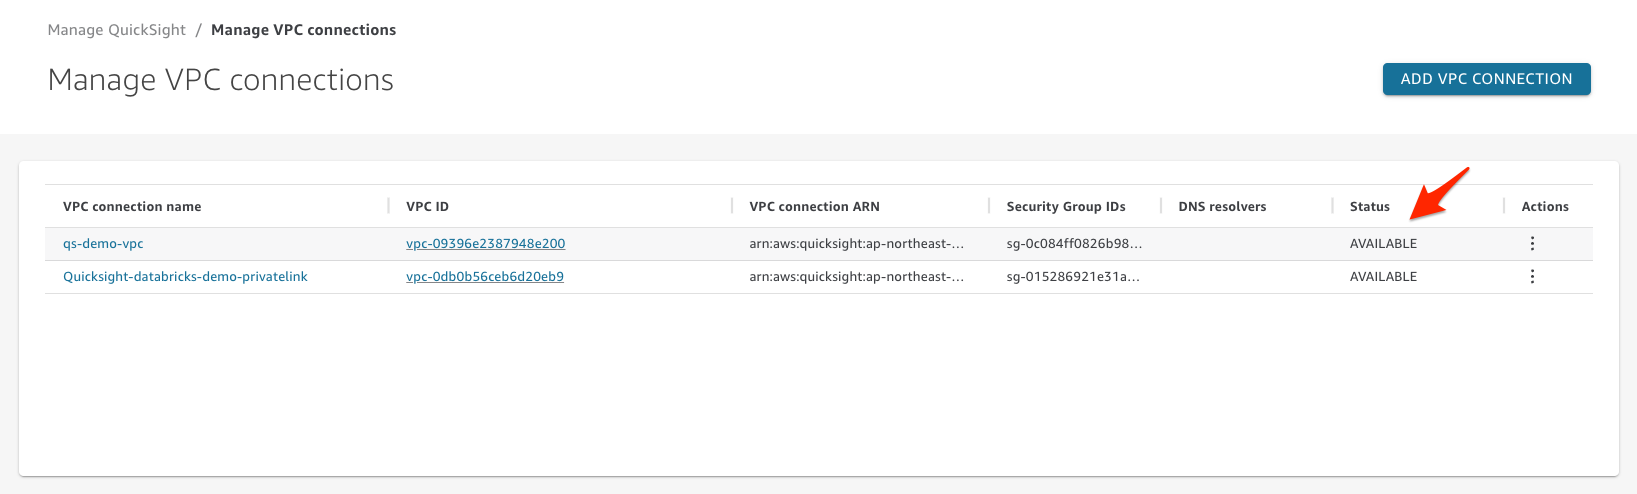 Manage QuickSight / Manage VPC connections
Manage VPC connections
ADD VPC CONNECTION
VPC connection name VPC ID VPC connection ARN Security Group IDs DNS resolvers Status Actions
qs-demo-vpc vpc-09396e2387948e200 arn:aws:quicksight:ap-northeast-... sg-0c084ff0826b98... AVAILABLE
Quicksight-databricks-demo-privatelink vpc-0db0b56ceb6d20eb9 arn:aws:quicksight:ap-northeast-... sg-015286921e31a... AVAILABLE